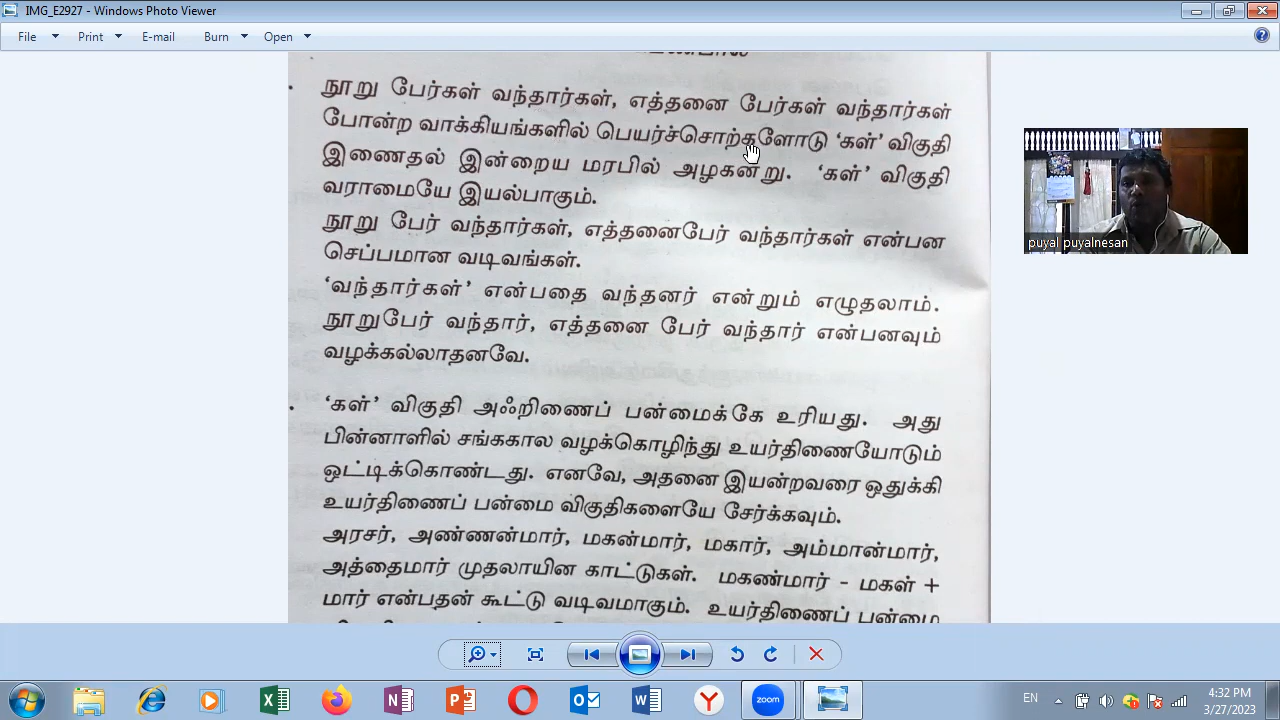 IMG_E2927 - Windows Photo Viewer
File Print E-mail Burn Open
• நூறு பேர்கள் வந்தார்கள், எத்தனை பேர்கள் வந்தார்கள்
போன்ற வாக்கியங்களில் பெயர்ச்சொற்களோடு ‘கள்’ விகுதி
இணைதல் இன்றைய மரபில் அழகன்று. ‘கள்’ விகுதி
வராமையே இயல்பாகும்.
நூறு பேர் வந்தார்கள், எத்தனைபேர் வந்தார்கள் என்பன
செப்பமான வடிவங்கள்.
‘வந்தார்கள்’ என்பதை வந்தனர் என்றும் எழுதலாம்.
நூறுபேர் வந்தார், எத்தனை பேர் வந்தார் என்பனவும்
வழக்கல்லாதனவே.
• ‘கள்’ விகுதி அஃறிணைப் பன்மைக்கே உரியது. அது
பின்னாளில் சங்ககால வழக்கொழிந்து உயர்திணையோடும்
ஒட்டிக்கொண்டது. எனவே, அதனை இயன்றவரை ஒதுக்கி
உயர்திணைப் பன்மை விகுதிகளையே சேர்க்கவும்.
அரசர், அண்ணன்மார், மகன்மார், மகார், அம்மான்மார்,
அத்தைமார் முதலாயின காட்டுகள். மகண்மார் - மகள் +
மார் என்பதன் கூட்டு வடிவமாகும். உயர்திணைப் பன்மை
puyal puyalnesan
zoom
EN
4:32 PM
3/27/2023